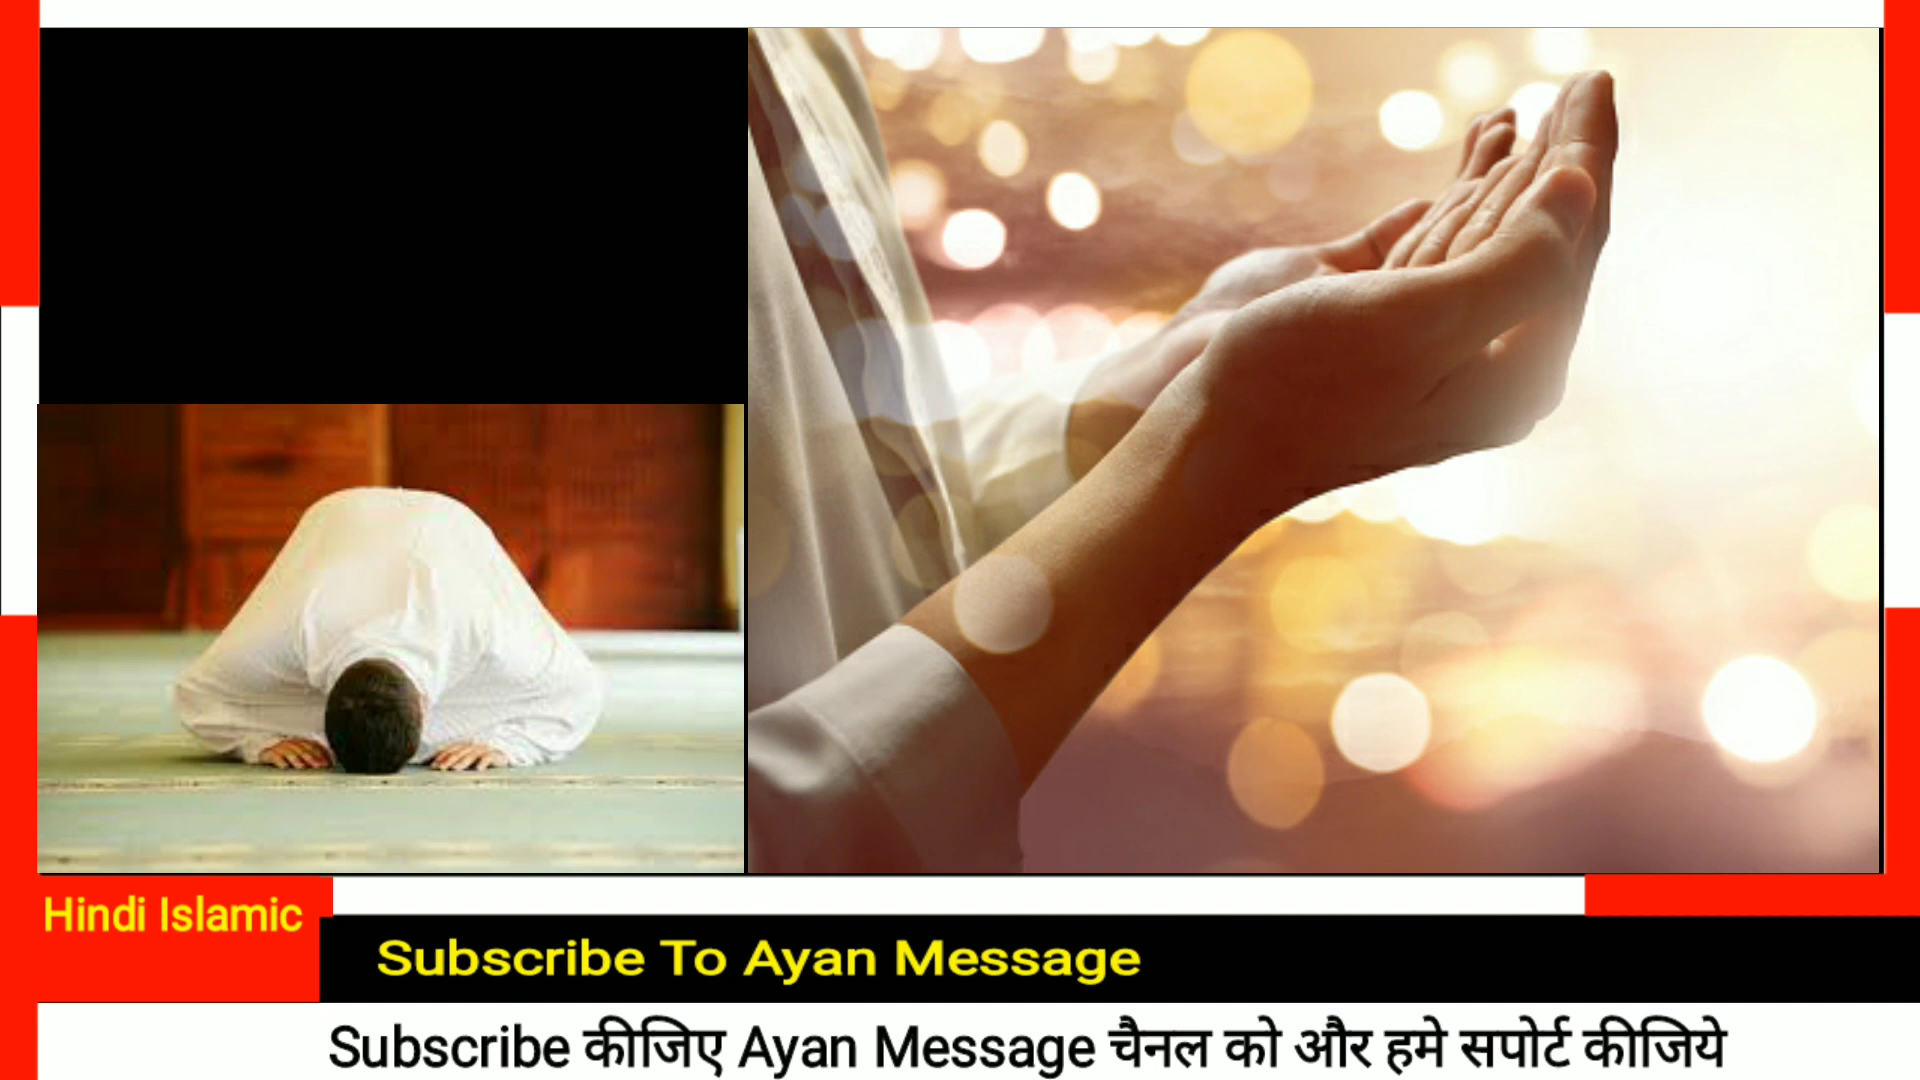 Hindi Islamic
Subscribe To Ayan Message
Subscribe कीजिए Ayan Message चैनल को और हमे सपोर्ट कीजिये